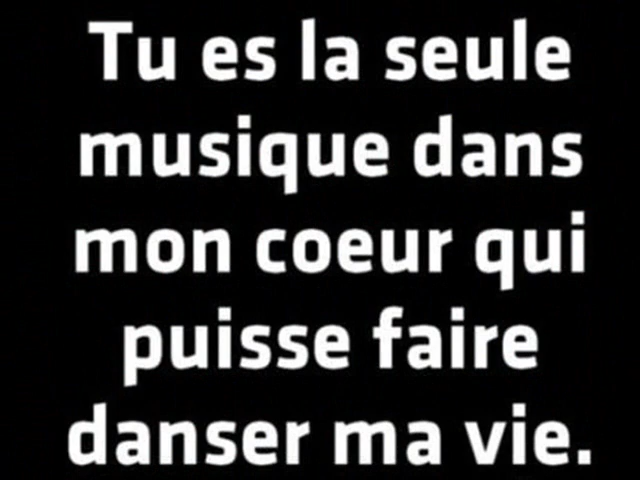 Tu es la seule
musique dans
mon coeur qui
puisse faire
danser ma vie.